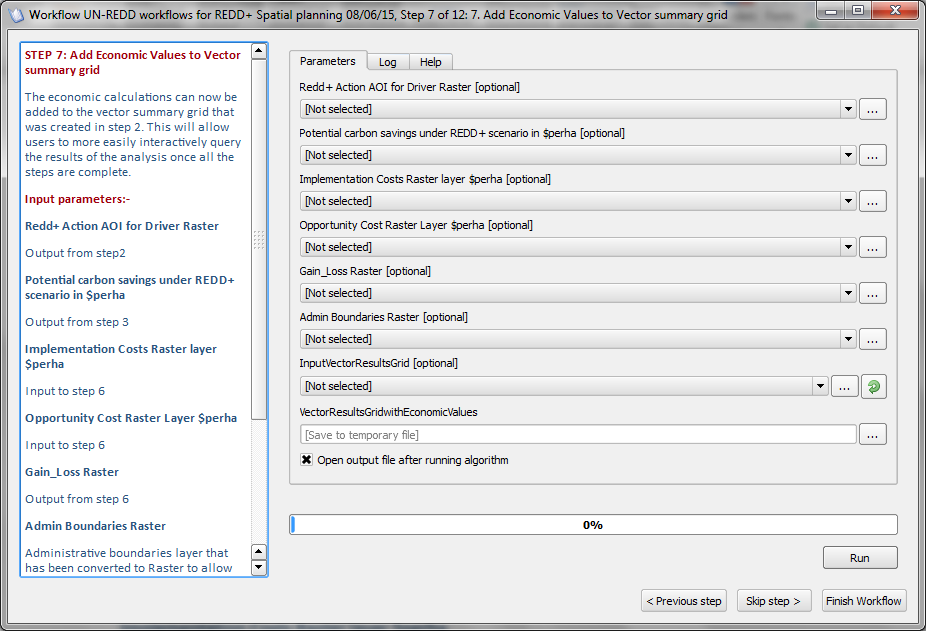 Workflow UN-REDD workflows for REDD+ Spatial planning 08/06/15, Step 7 of 12: 7. Add Economic Values to Vector summary grid
STEP 7: Add Economic Values to Vector
summary grid
The economic calculations can now be
added to the vector summary grid that
was created in step 2. This will allow
users to more easily interactively query
the results of the analysis once all the
steps are complete.
Input parameters:-
Redd+ Action AOI for Driver Raster
Output from step2
Potential carbon savings under REDD+
scenario in $perha
Output from step 3
Implementation Costs Raster layer
$perha
Input to step 6
Opportunity Cost Raster Layer $perha
Input to step 6
Gain_Loss Raster
Output from step 6
Admin Boundaries Raster
Administrative boundaries layer that
has been converted to Raster to allow
Parameters
Log
Help
Redd+ Action AOI for Driver Raster [optional]
[Not selected]
...
Potential carbon savings under REDD+ scenario in $perha [optional]
[Not selected]
...
Implementation Costs Raster layer $perha [optional]
[Not selected]
...
Opportunity Cost Raster Layer $perha [optional]
[Not selected]
...
Gain_Loss Raster [optional]
[Not selected]
...
Admin Boundaries Raster [optional]
[Not selected]
...
InputVectorResultsGrid [optional]
[Not selected]
...
VectorResultsGridwithEconomicValues
[Save to temporary file]
...
Open output file after running algorithm
0%
Run
< Previous step
Skip step >
Finish Workflow